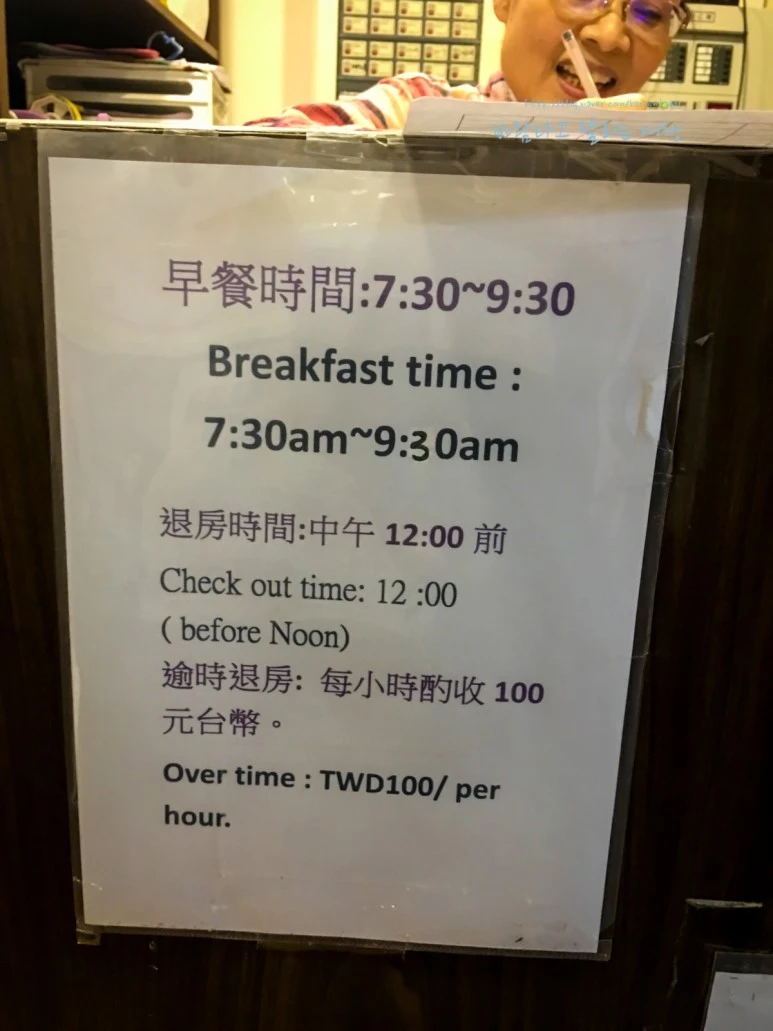 早餐時間:7:30~9:30
Breakfast time :
7:30am~9:30am
退房時間:中午 12:00 前
Check out time: 12 :00
( before Noon)
逾時退房: 每小時酌收 100
元台幣。
Over time : TWD100/ per
hour.